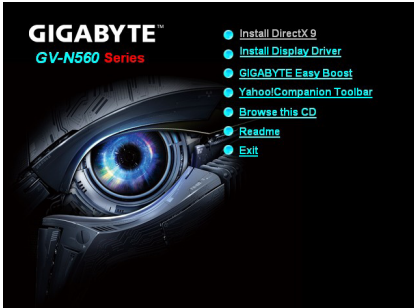 GIGABYTE™
GV-N560 Series
Install DirectX 9
Install Display Driver
GIGABYTE Easy Boost
Yahoo!Companion Toolbar
Browse this CD
Readme
Exit